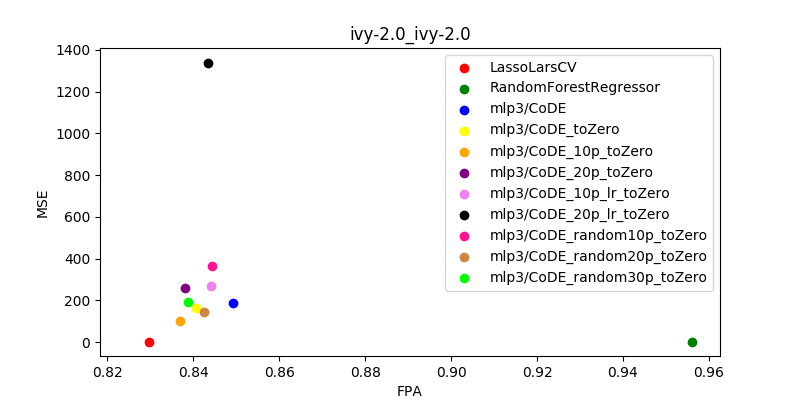 ivy-2.0_ivy-2.0
MSE
1400
1200
1000
800
600
400
200
0
LassoLarsCV
RandomForestRegressor
mlp3/CoDE
mlp3/CoDE_toZero
mlp3/CoDE_10p_toZero
mlp3/CoDE_20p_toZero
mlp3/CoDE_10p_lr_toZero
mlp3/CoDE_20p_lr_toZero
mlp3/CoDE_random10p_toZero
mlp3/CoDE_random20p_toZero
mlp3/CoDE_random30p_toZero
0.82 0.84 0.86 0.88 0.90 0.92 0.94 0.96
FPA